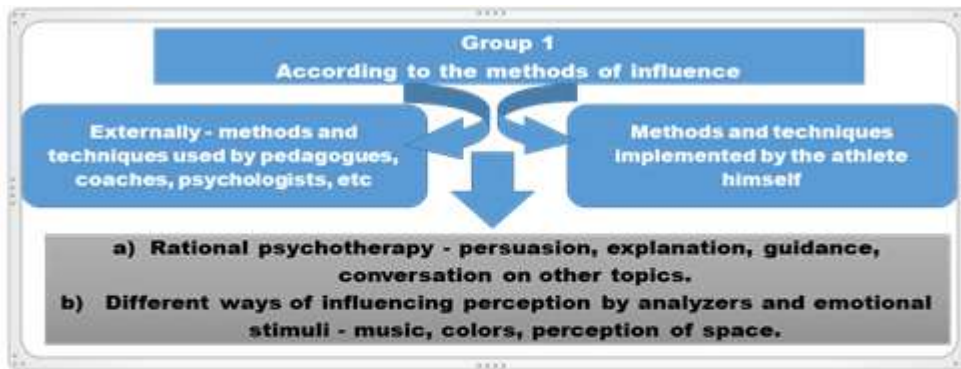 Group 1
According to the methods of influence
Externally - methods and
techniques used by pedagogues,
coaches, psychologists, etc
Methods and techniques
implemented by the athlete
himself
a) Rational psychotherapy - persuasion, explanation, guidance,
conversation on other topics.
b) Different ways of influencing perception by analyzers and emotional
stimuli - music, colors, perception of space.